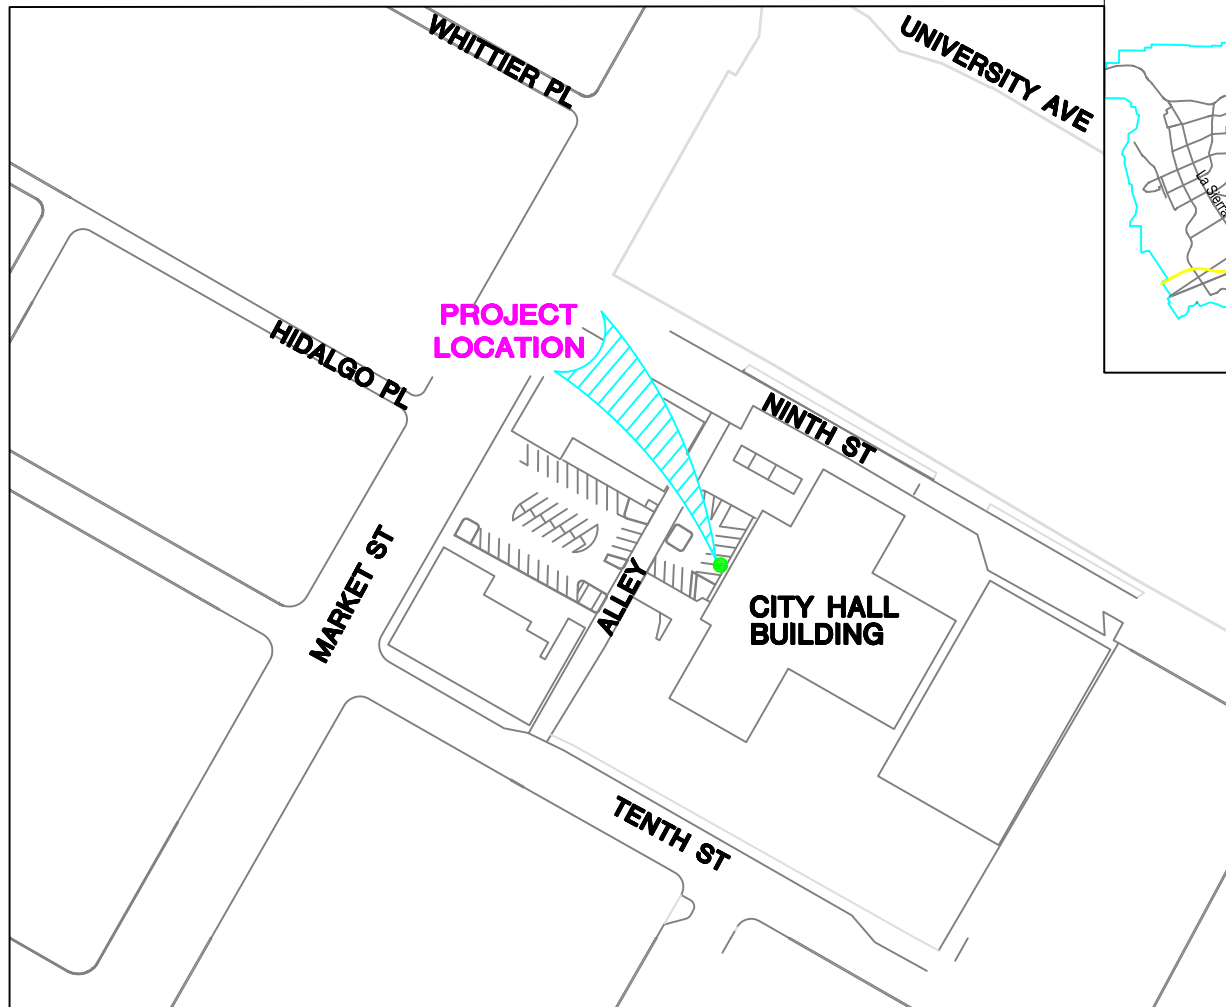 WHITTIER PL
UNIVERSITY AVE
La Sierra
PROJECT
LOCATION
HIDALGO PL
NINTH ST
MARKET ST
ALLEY
CITY HALL
BUILDING
TENTH ST